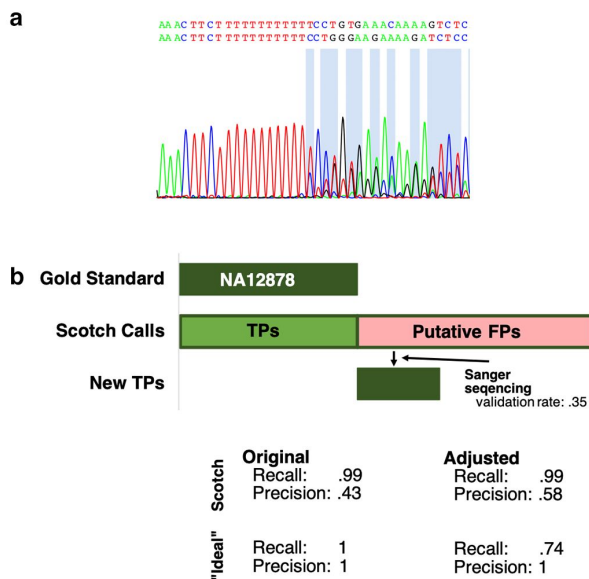 AAACTTCTTTTTTTTTTTCCTGTGAAACAAAAGTCTC
AAACTTCTTTTTTTTTTCCTGGGAAGAAAAGATCTCC
a
b
Gold Standard NA12878
Scotch Calls TPs Putative FPs
New TPs
Sanger
seqencing
validation rate: .35
Scotch
Original Adjusted
Recall: .99 Recall: .99
Precision: .43 Precision: .58
"Ideal"
Recall: 1 Recall: .74
Precision: 1 Precision: 1